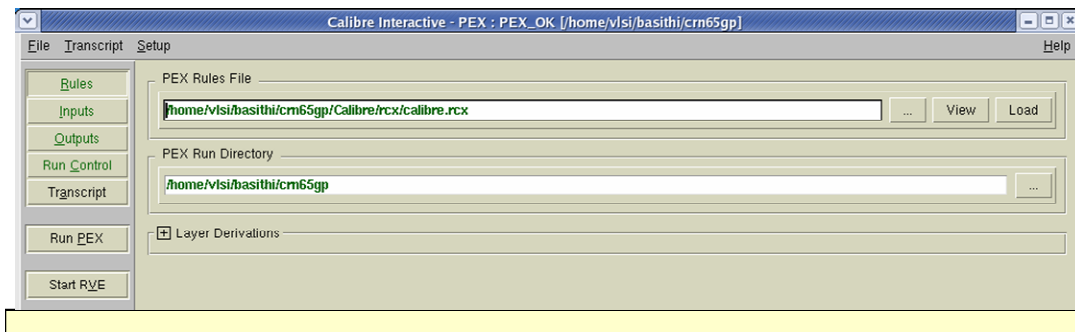 Calibre Interactive - PEX : PEX_OK [/home/vlsi/basithi/crn65gp]
File Transcript Setup Help
Rules
Inputs
Outputs
Run Control
Transcript
Run PEX
Start RVE
PEX Rules File
/home/vlsi/basithi/crn65gp/Calibre/rcx/calibre.rcx ... View Load
PEX Run Directory
/home/vlsi/basithi/crn65gp ...
+ Layer Derivations